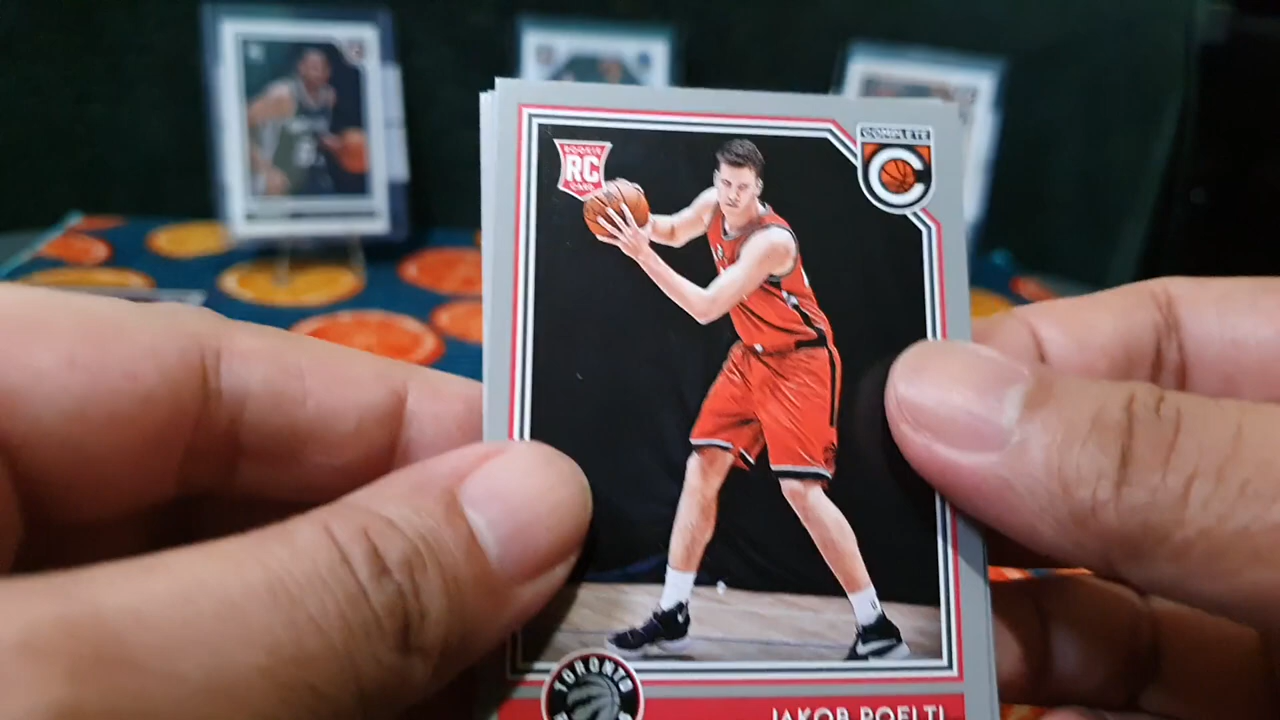 COMPLETE
C
ROOKIE
RC
CARD
TORONTO
JAKOB POELTL